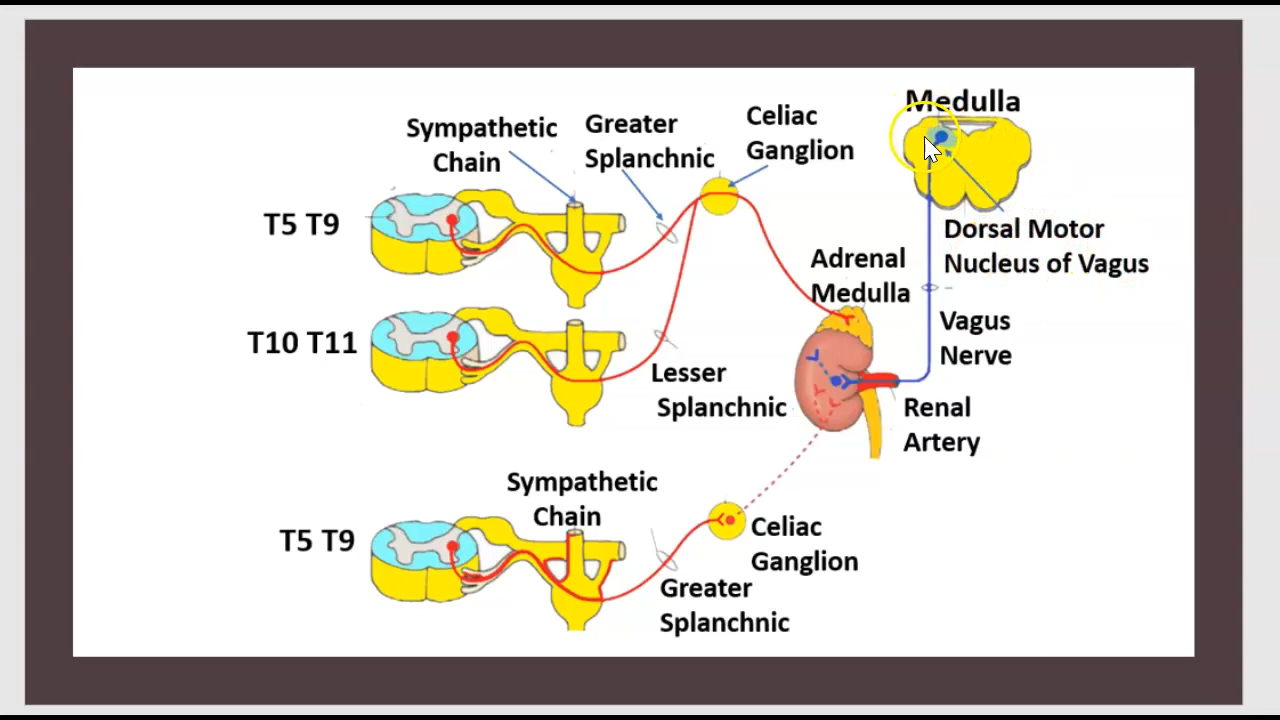 Sympathetic
Chain
Greater
Splanchnic
Celiac
Ganglion
Medulla
T5 T9
Dorsal Motor
Nucleus of Vagus
Adrenal
Medulla
T10 T11
Vagus
Nerve
Lesser
Splanchnic
Renal
Artery
Sympathetic
Chain
T5 T9
Celiac
Ganglion
Greater
Splanchnic